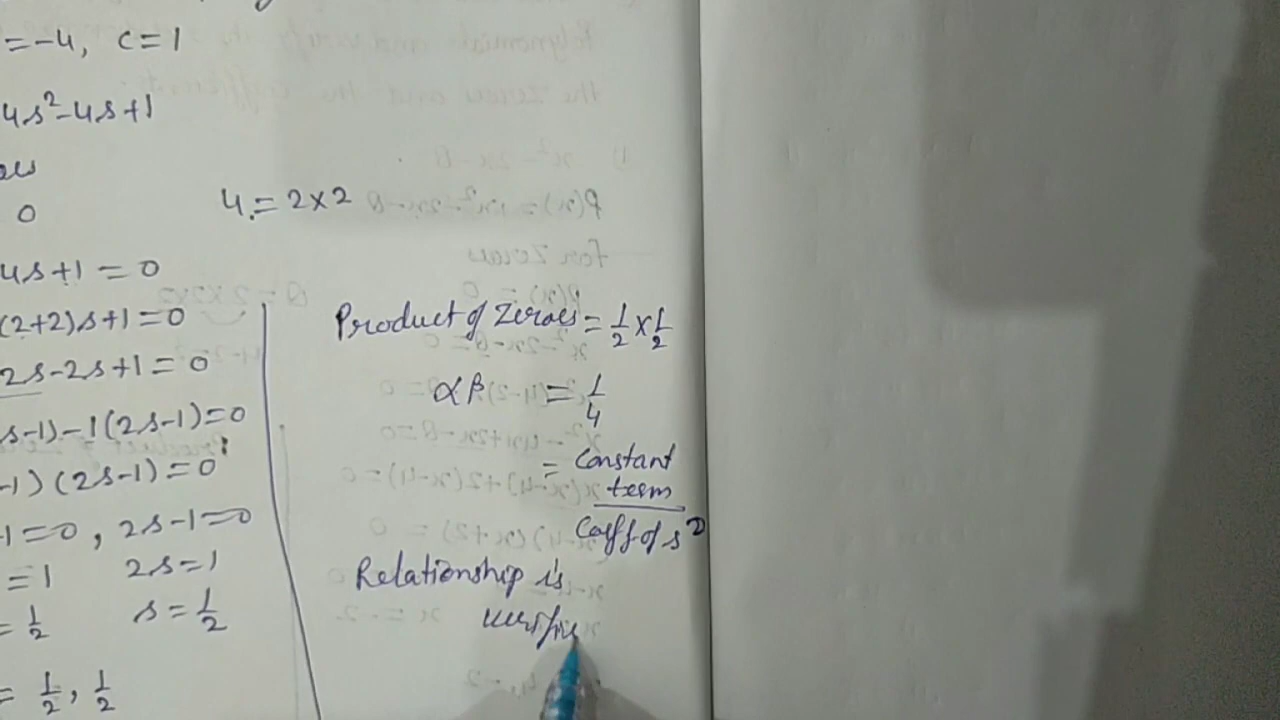 =-4, c=1
4s²-4s+1
0
4=2×2
4s+1=0
(2+2)s+1=0
2s-2s+1=0
s-1)-1(2s-1)=0
-1)(2s-1)=0
-1=0, 2s-1=0
=1 2s=1
=1/2 s=1/2
=1/2, 1/2
Product of Zeroes=1/2×1/2
αβ =1/4
= Constant
term
Coeff of s²
Relationship is